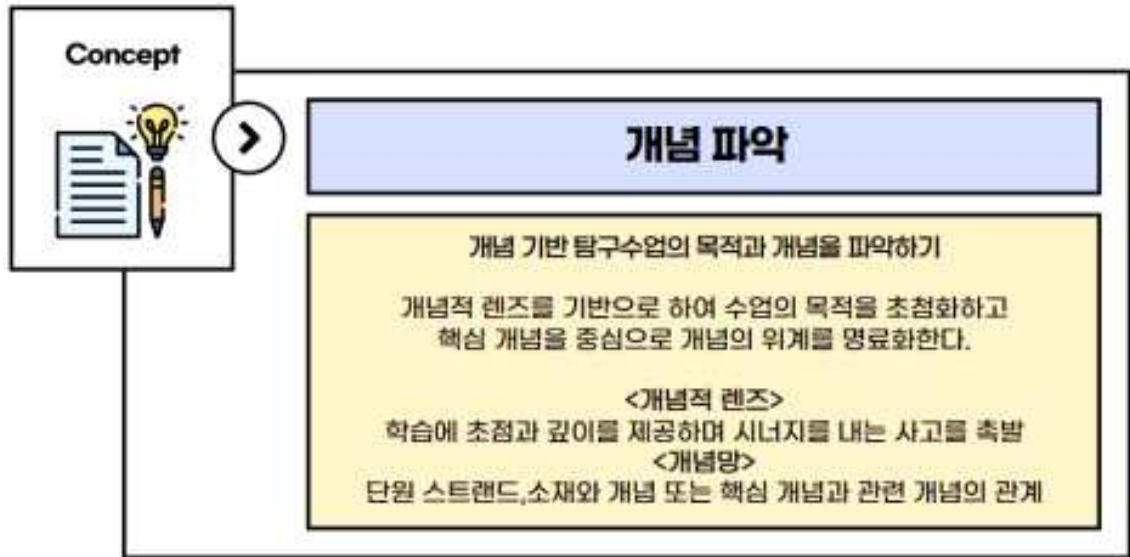 Concept
개념 파악
개념 기반 탐구수업의 목적과 개념을 파악하기
개념적 렌즈를 기반으로 하여 수업의 목적을 초첨화하고
핵심 개념을 중심으로 개념의 위계를 명료화한다.
<개념적 렌즈>
학습에 초점과 깊이를 제공하며 시너지를 내는 사고를 촉발
<개념망>
단원 스트랜드,소재와 개념 또는 핵심 개념과 관련 개념의 관계